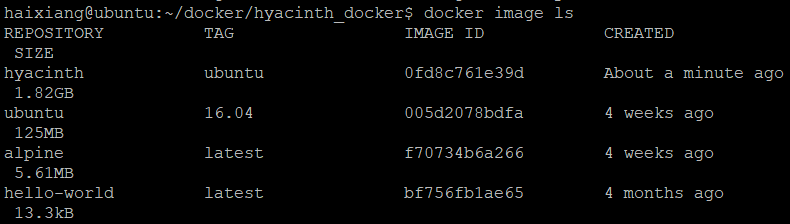 haixiang@ubuntu:~/docker/hyacinth_docker$ docker image ls
REPOSITORY TAG IMAGE ID CREATED
SIZE
hyacinth ubuntu 0fd8c761e39d About a minute ago
1.82GB
ubuntu 16.04 005d2078bdfa 4 weeks ago
125MB
alpine latest f70734b6a266 4 weeks ago
5.61MB
hello-world latest bf756fb1ae65 4 months ago
13.3kB